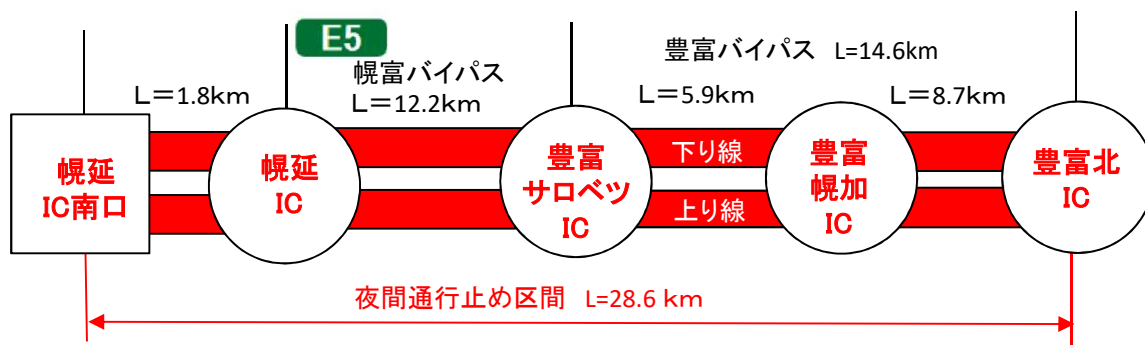 E5
幌富バイパス
豊富バイパス L=14.6km
L=1.8km
L=12.2km
L=5.9km
L=8.7km
幌延
IC南口
幌延
IC
豊富
サロベツ
IC
下り線
上り線
豊富
幌加
IC
豊富北
IC
夜間通行止め区間 L=28.6 km